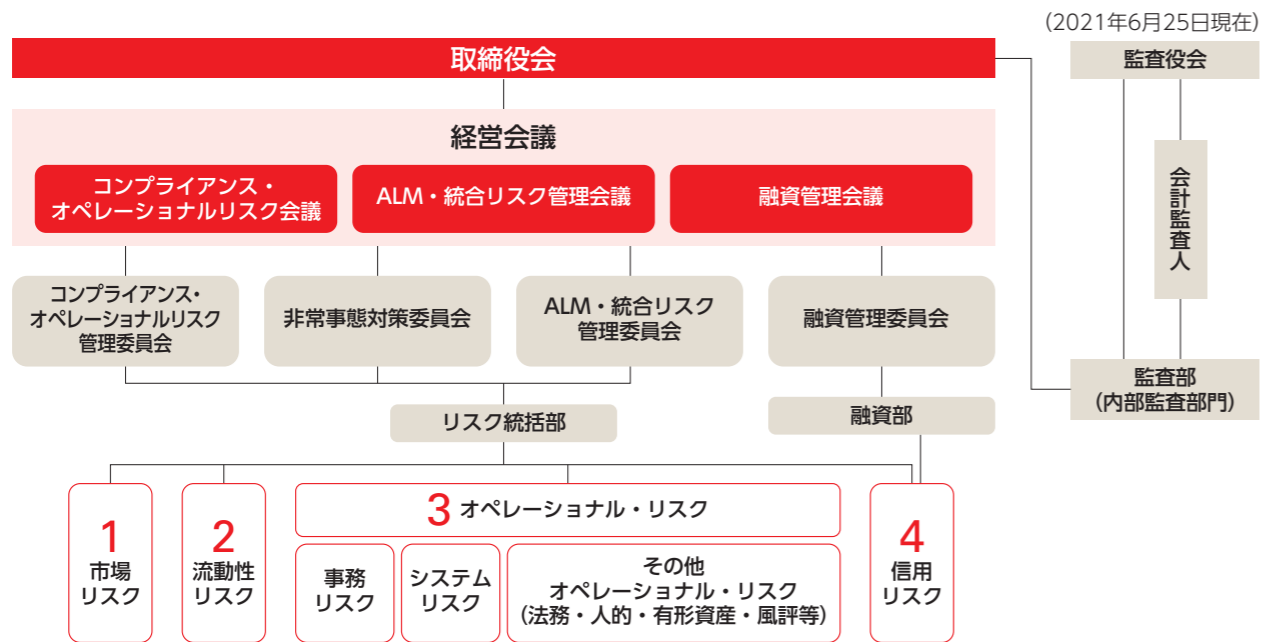 （2021年6月25日現在）
取締役会
監査役会
経営会議
コンプライアンス・
オペレーショナルリスク会議
ALM・統合リスク管理会議
融資管理会議
会計監査人
コンプライアンス・
オペレーショナルリスク
管理委員会
非常事態対策委員会
ALM・統合リスク
管理委員会
融資管理委員会
監査部
（内部監査部門）
リスク統括部
融資部
1
市場
リスク
2
流動性
リスク
3 オペレーショナル・リスク
事務
リスク
システム
リスク
その他
オペレーショナル・リスク
（法務・人的・有形資産・風評等）
4
信用
リスク